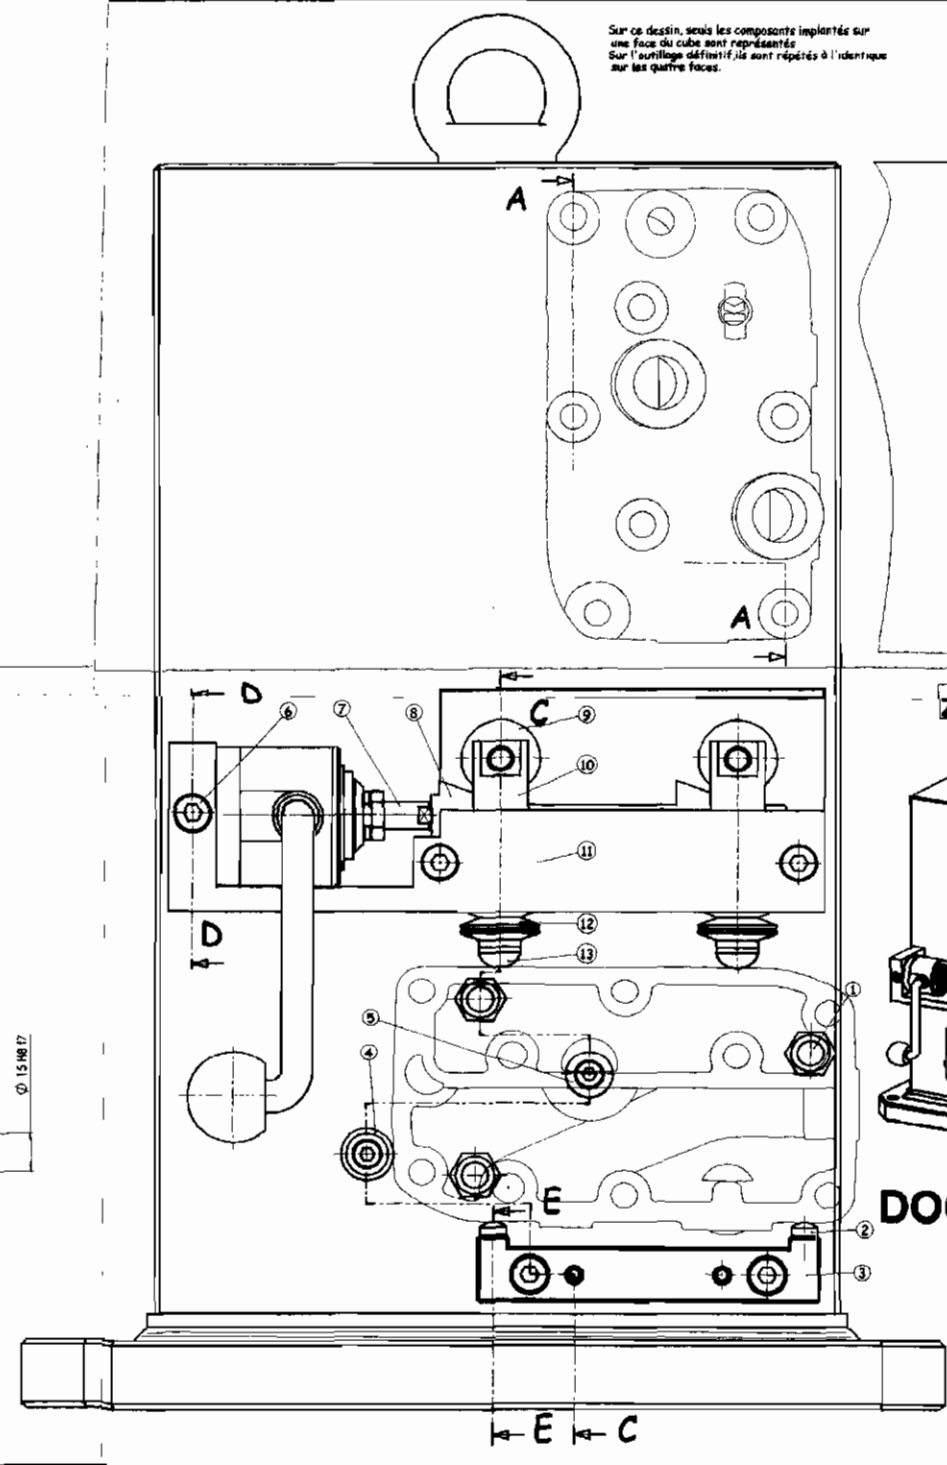 Sur ce dessin, seuls les composants implantés sur
une face du cube sont représentés
Sur l'outillage définitif, ils sont répétés à l'identique
sur les quatre faces.
A
A
D
6
7
8
C
9
10
11
D
12
13
5
1
4
Ø 15 H8 f7
E
2
DO
3
E
C